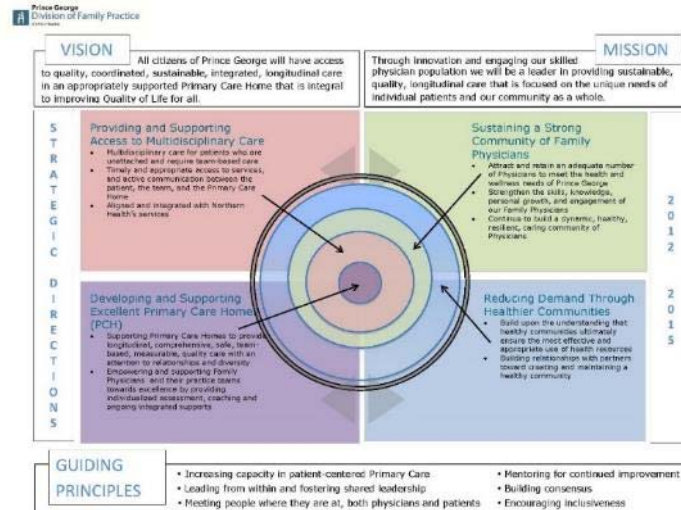 Prince George
Division of Family Practice
VISION
All citizens of Prince George will have access
to quality, coordinated, sustainable, integrated, longitudinal care
in an appropriately supported Primary Care Home that is integral
to improving Quality of Life for all.
MISSION
Through innovation and engaging our skilled
physician population we will be a leader in providing sustainable,
quality, longitudinal care that is focused on the unique needs of
individual patients and our community as a whole.
STRATEGIC DIRECTIONS
Providing and Supporting
Access to Multidisciplinary Care
• Multidisciplinary care for patients who are
unattached and require team-based care
• Timely and appropriate access to services,
and active communication between the
patient, the team, and the Primary Care
Home
• Aligned and integrated with Northern
Health's services
Sustaining a Strong
Community of Family
Physicians
• Attract and retain an adequate number
of Physicians to meet the health and
wellness needs of Prince George
• Strengthen the skills, knowledge,
personal growth, and engagement of
our Family Physicians
• Continue to build a dynamic, healthy,
resilient, caring community of
Physicians
2012 2015
Developing and Supporting
Excellent Primary Care Homes
(PCH)
• Supporting Primary Care Homes to provide
longitudinal, comprehensive, safe, team-
based, measurable, quality care with an
attention to relationships and diversity
• Empowering and supporting Family
Physicians and their practice teams
towards excellence by providing
individualized assessment, coaching and
ongoing integrated supports
Reducing Demand Through
Healthier Communities
• Build upon the understanding that
healthy communities ultimately
ensure the most effective and
appropriate use of health resources
• Building relationships with partners
toward creating and maintaining a
healthy community
GUIDING
PRINCIPLES
• Increasing capacity in patient-centered Primary Care
• Leading from within and fostering shared leadership
• Meeting people where they are at, both physicians and patients
• Mentoring for continued improvement
• Building consensus
• Encouraging inclusiveness